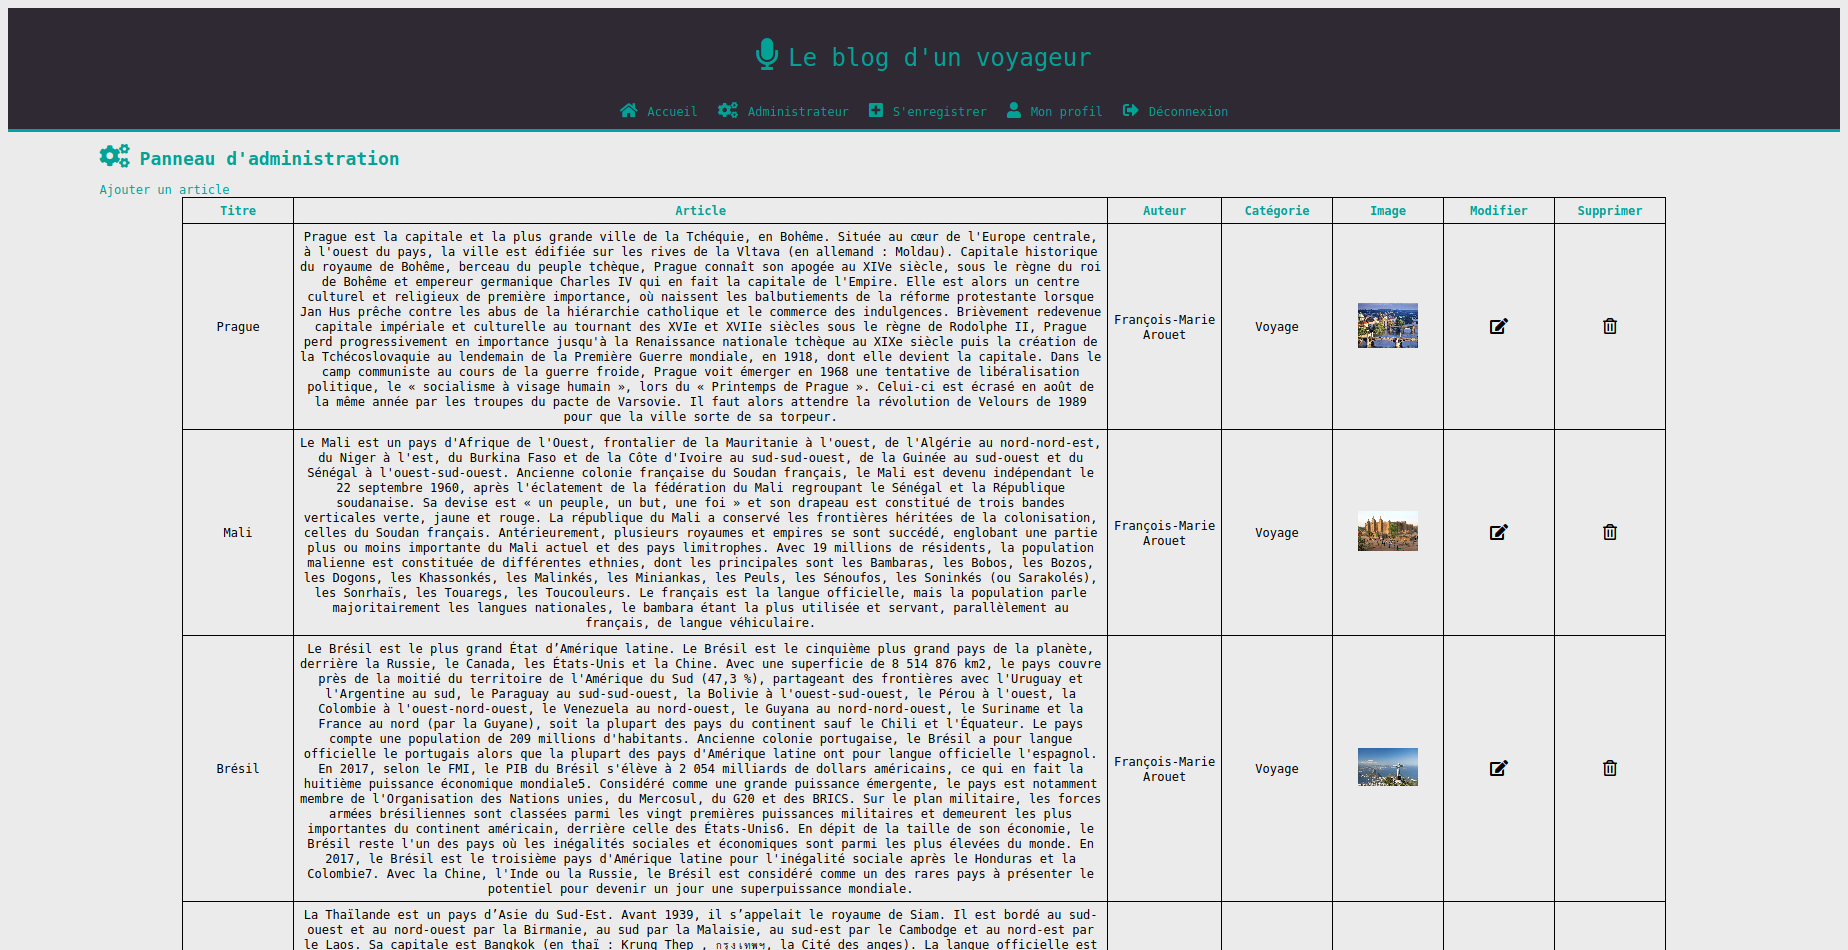 Le blog d'un voyageur
Accueil Administrateur S'enregistrer Mon profil Déconnexion
Panneau d'administration
Ajouter un article
Titre Article Auteur Catégorie Image Modifier Supprimer
Prague
Prague est la capitale et la plus grande ville de la Tchéquie, en Bohême. Située au cœur de l'Europe centrale,
à l'ouest du pays, la ville est édifiée sur les rives de la Vltava (en allemand : Moldau). Capitale historique
du royaume de Bohême, berceau du peuple tchèque, Prague connaît son apogée au XIVe siècle, sous le règne du roi
de Bohême et empereur germanique Charles IV qui en fait la capitale de l'Empire. Elle est alors un centre
culturel et religieux de première importance, où naissent les balbutiements de la réforme protestante lorsque
Jan Hus prêche contre les abus de la hiérarchie catholique et le commerce des indulgences. Brièvement redevenue
capitale impériale et culturelle au tournant des XVIe et XVIIe siècles sous le règne de Rodolphe II, Prague
perd progressivement en importance jusqu'à la Renaissance nationale tchèque au XIXe siècle puis la création de
la Tchécoslovaquie au lendemain de la Première Guerre mondiale, en 1918, dont elle devient la capitale. Dans le
camp communiste au cours de la guerre froide, Prague voit émerger en 1968 une tentative de libéralisation
politique, le « socialisme à visage humain », lors du « Printemps de Prague ». Celui-ci est écrasé en août de
la même année par les troupes du pacte de Varsovie. Il faut alors attendre la révolution de Velours de 1989
pour que la ville sorte de sa torpeur.
François-Marie
Arouet
Voyage
Mali
Le Mali est un pays d'Afrique de l'Ouest, frontalier de la Mauritanie à l'ouest, de l'Algérie au nord-nord-est,
du Niger à l'est, du Burkina Faso et de la Côte d'Ivoire au sud-sud-ouest, de la Guinée au sud-ouest et du
Sénégal à l'ouest-sud-ouest. Ancienne colonie française du Soudan français, le Mali est devenu indépendant le
22 septembre 1960, après l'éclatement de la fédération du Mali regroupant le Sénégal et la République
soudanaise. Sa devise est « un peuple, un but, une foi » et son drapeau est constitué de trois bandes
verticales verte, jaune et rouge. La république du Mali a conservé les frontières héritées de la colonisation,
celles du Soudan français. Antérieurement, plusieurs royaumes et empires se sont succédé, englobant une partie
plus ou moins importante du Mali actuel et des pays limitrophes. Avec 19 millions de résidents, la population
malienne est constituée de différentes ethnies, dont les principales sont les Bambaras, les Bobos, les Bozos,
les Dogons, les Khassonkés, les Malinkés, les Miniankas, les Peuls, les Sénoufos, les Soninkés (ou Sarakolés),
les Sonrhaïs, les Touaregs, les Toucouleurs. Le français est la langue officielle, mais la population parle
majoritairement les langues nationales, le bambara étant la plus utilisée et servant, parallèlement au
français, de langue véhiculaire.
François-Marie
Arouet
Voyage
Brésil
Le Brésil est le plus grand État d’Amérique latine. Le Brésil est le cinquième plus grand pays de la planète,
derrière la Russie, le Canada, les États-Unis et la Chine. Avec une superficie de 8 514 876 km2, le pays couvre
près de la moitié du territoire de l'Amérique du Sud (47,3 %), partageant des frontières avec l'Uruguay et
l'Argentine au sud, le Paraguay au sud-sud-ouest, la Bolivie à l'ouest-sud-ouest, le Pérou à l'ouest, la
Colombie à l'ouest-nord-ouest, le Venezuela au nord-ouest, le Guyana au nord-nord-ouest, le Suriname et la
France au nord (par la Guyane), soit la plupart des pays du continent sauf le Chili et l'Équateur. Le pays
compte une population de 209 millions d'habitants. Ancienne colonie portugaise, le Brésil a pour langue
officielle le portugais alors que la plupart des pays d'Amérique latine ont pour langue officielle l'espagnol.
En 2017, selon le FMI, le PIB du Brésil s'élève à 2 054 milliards de dollars américains, ce qui en fait la
huitième puissance économique mondiale5. Considéré comme une grande puissance émergente, le pays est notamment
membre de l'Organisation des Nations unies, du Mercosul, du G20 et des BRICS. Sur le plan militaire, les forces
armées brésiliennes sont classées parmi les vingt premières puissances militaires et demeurent les plus
importantes du continent américain, derrière celle des États-Unis6. En dépit de la taille de son économie, le
Brésil reste l'un des pays où les inégalités sociales et économiques sont parmi les plus élevées du monde. En
2017, le Brésil est le troisième pays d'Amérique latine pour l'inégalité sociale après le Honduras et la
Colombie7. Avec la Chine, l'Inde ou la Russie, le Brésil est considéré comme un des rares pays à présenter le
potentiel pour devenir un jour une superpuissance mondiale.
François-Marie
Arouet
Voyage
La Thaïlande est un pays d’Asie du Sud-Est. Avant 1939, il s’appelait le royaume de Siam. Il est bordé au sud-
ouest et au nord-ouest par la Birmanie, au sud par la Malaisie, au sud-est par le Cambodge et au nord-est par
le Laos. Sa capitale est Bangkok (en thaï : Krung Thep , กรุงเทพฯ, la Cité des anges). La langue officielle est